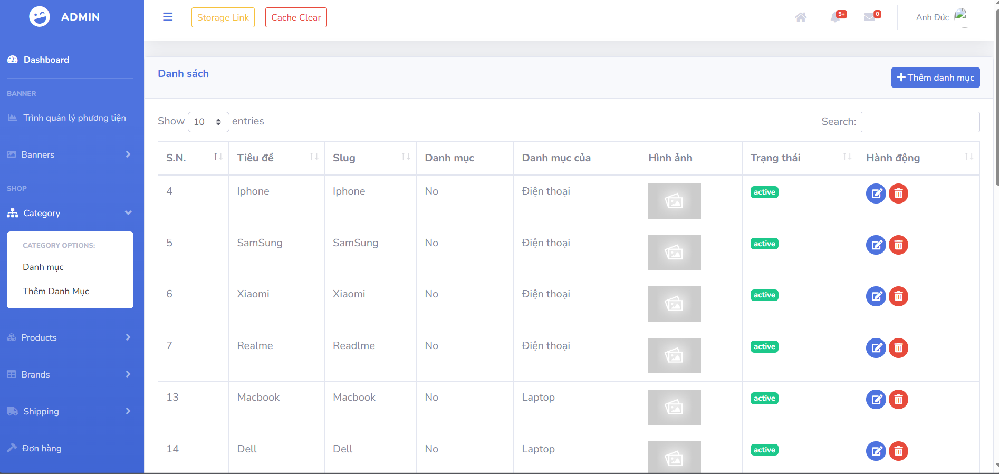 ADMIN
Storage Link
Cache Clear
5+
0
Anh Đức
Dashboard
BANNER
Trình quản lý phương tiện
Banners
SHOP
Category
CATEGORY OPTIONS:
Danh mục
Thêm Danh Mục
Products
Brands
Shipping
Đơn hàng
Danh sách
Thêm danh mục
Show 10 entries
Search:
S.N. Tiêu đề Slug Danh mục Danh mục của Hình ảnh Trạng thái Hành động
4 Iphone Iphone No Điện thoại active
5 SamSung SamSung No Điện thoại active
6 Xiaomi Xiaomi No Điện thoại active
7 Realme Readlme No Điện thoại active
13 Macbook Macbook No Laptop active
14 Dell Dell No Laptop active